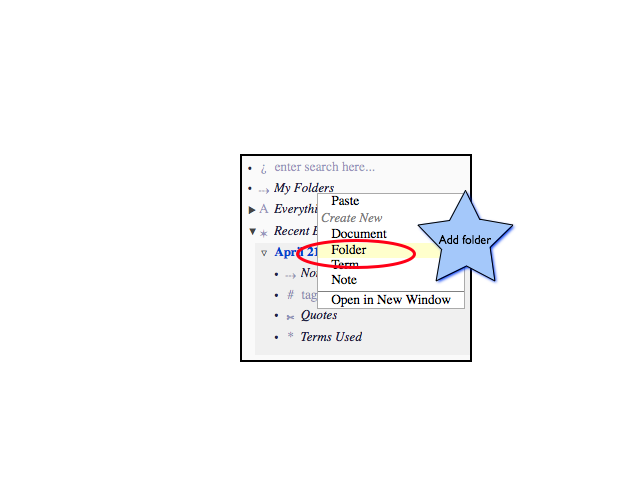 enter search here...
My Folders
Paste
A Everythi
Create New
Recent E
Document
Add folder
April 21
Folder
Term
Note
# tag
Open in New Window
Quotes
Terms Used